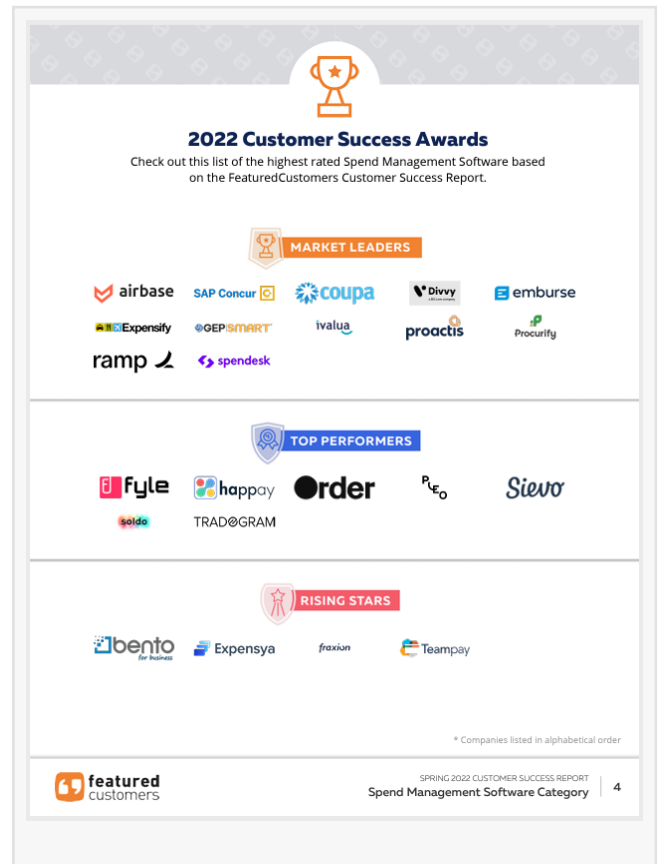 2022 Customer Success Awards
Check out this list of the highest rated Spend Management Software based
on the FeaturedCustomers Customer Success Report.
MARKET LEADERS
airbase SAP Concur coupa Divvy emburse
Expensify GEP SMART ivalua proactis Procurify
ramp spendesk
TOP PERFORMERS
fyle happay Order PLEO Sievo
soldo TRADOGRAM
RISING STARS
bento for business Expensya fraxion Teampay
* Companies listed in alphabetical order
featured
customers
SPRING 2022 CUSTOMER SUCCESS REPORT
Spend Management Software Category 4